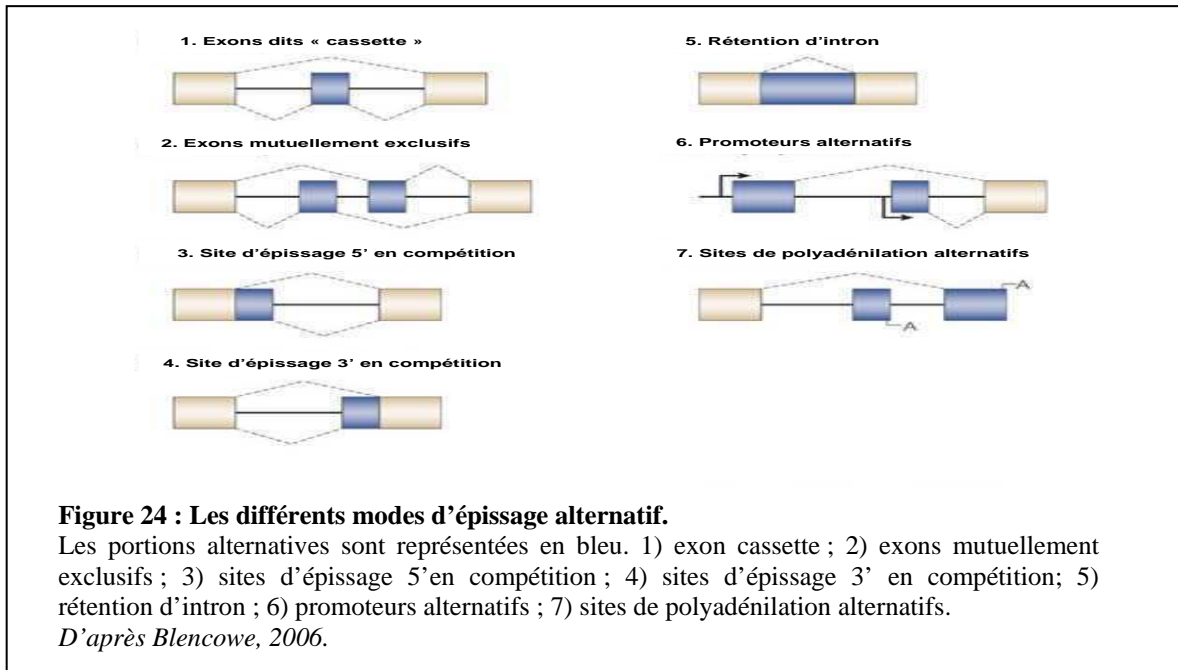 1. Exons dits « cassette »
2. Exons mutuellement exclusifs
3. Site d'épissage 5' en compétition
4. Site d'épissage 3' en compétition
5. Rétention d'intron
6. Promoteurs alternatifs
7. Sites de polyadénilation alternatifs
A
A
Figure 24 : Les différents modes d'épissage alternatif.
Les portions alternatives sont représentées en bleu. 1) exon cassette ; 2) exons mutuellement
exclusifs ; 3) sites d'épissage 5'en compétition ; 4) sites d'épissage 3' en compétition; 5)
rétention d'intron ; 6) promoteurs alternatifs ; 7) sites de polyadénilation alternatifs.
D'après Blencowe, 2006.